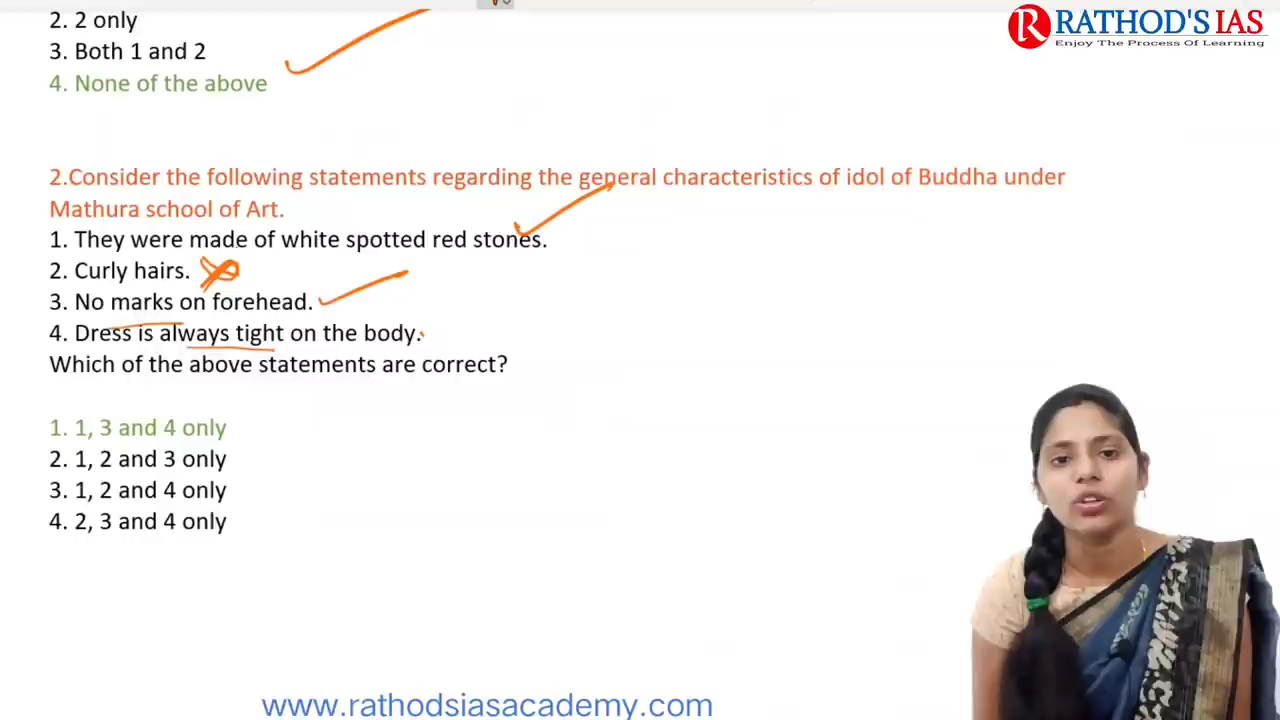 2. 2 only
RATHOD'S IAS
Enjoy The Process Of Learning
3. Both 1 and 2
4. None of the above
2.Consider the following statements regarding the general characteristics of idol of Buddha under
Mathura school of Art.
1. They were made of white spotted red stones.
2. Curly hairs.
3. No marks on forehead.
4. Dress is always tight on the body.
Which of the above statements are correct?
1. 1, 3 and 4 only
2. 1, 2 and 3 only
3. 1, 2 and 4 only
4. 2, 3 and 4 only
www.rathodsiasacademy.com